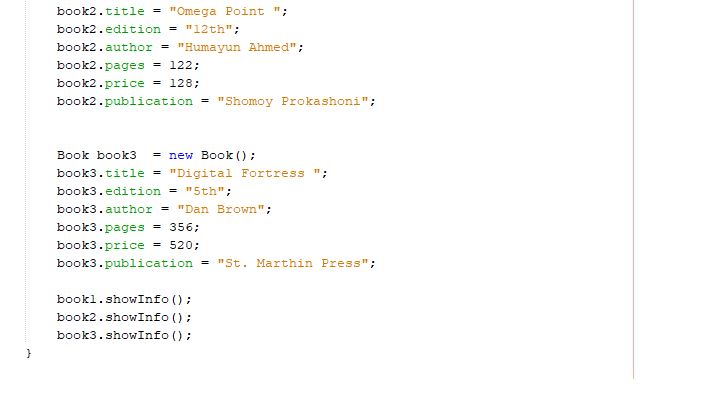 book2.title = "Omega Point ";
book2.edition = "12th";
book2.author = "Humayun Ahmed";
book2.pages = 122;
book2.price = 128;
book2.publication = "Shomoy Prokashoni";
Book book3  = new Book();
book3.title = "Digital Fortress ";
book3.edition = "5th";
book3.author = "Dan Brown";
book3.pages = 356;
book3.price = 520;
book3.publication = "St. Marthin Press";
book1.showInfo();
book2.showInfo();
book3.showInfo();
}